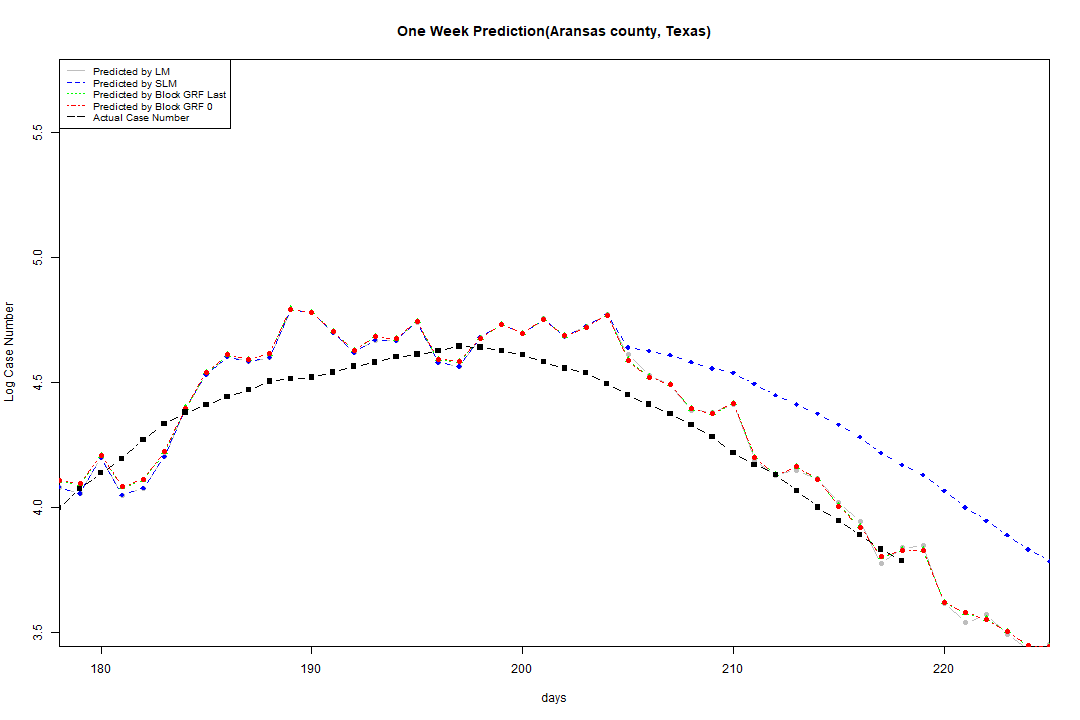 One Week Prediction(Aransas county, Texas)
Predicted by LM
Predicted by SLM
Predicted by Block GRF Last
Predicted by Block GRF 0
Actual Case Number
5.5
5.0
4.5
4.0
3.5
Log Case Number
180
190
200
210
220
days